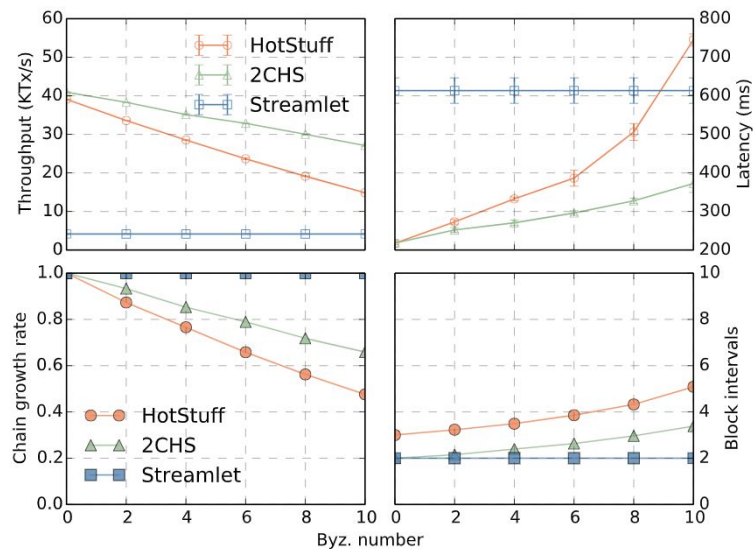 60
50
40
30
20
10
0
Throughput (KTx/s)
HotStuff
2CHS
Streamlet
800
700
600
500
400
300
200
Latency (ms)
1.0
0.8
0.6
0.4
0.2
0.0
Chain growth rate
HotStuff
2CHS
Streamlet
0 2 4 6 8 10
10
8
6
4
2
0
Block intervals
0 2 4 6 8 10
Byz. number